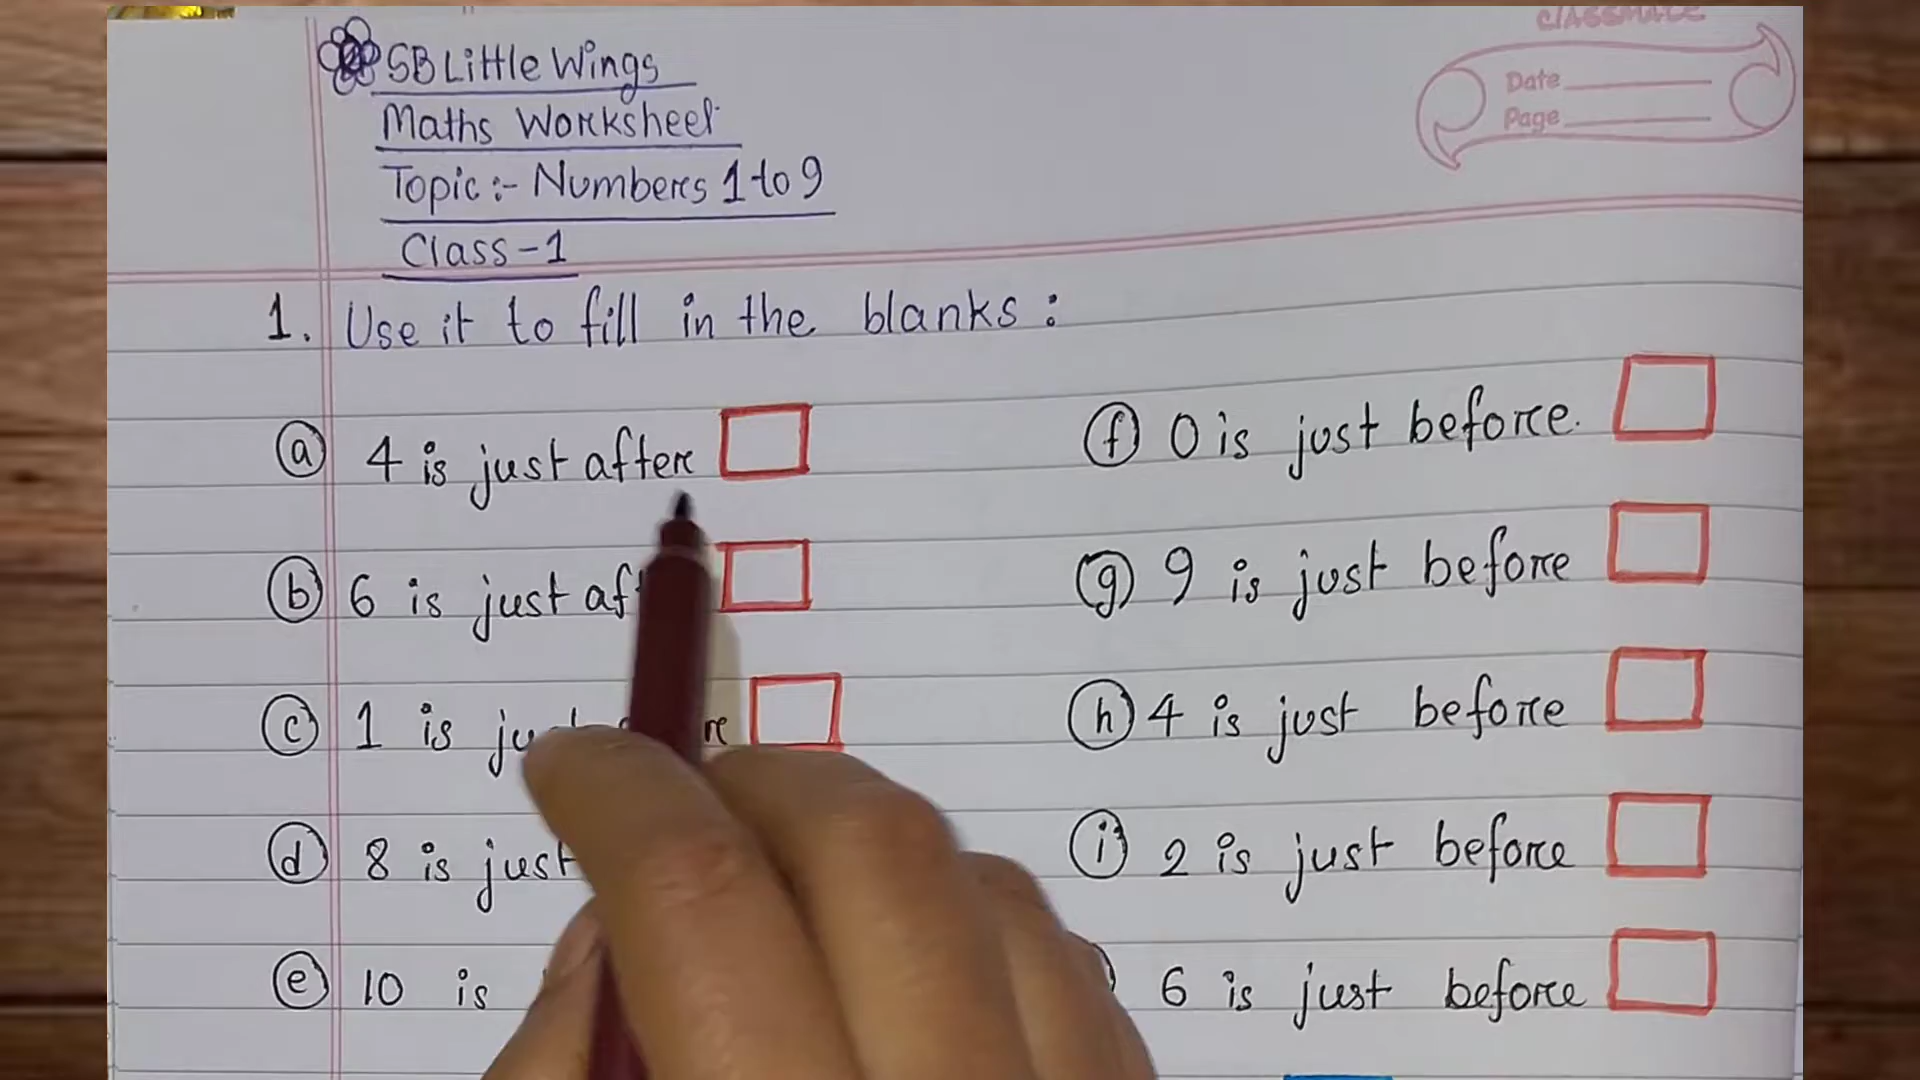 CLASSMATE
Date
Page
SB Little Wings
Maths Worksheet
Topic :- Numbers 1 to 9
Class - 1
1. Use it to fill in the blanks :
a 4 is just after
b 6 is just
c 1 is
d 8 is just
e 10 is
f 0 is just before.
g 9 is just before
h 4 is just before
i 2 is just before
6 is just before